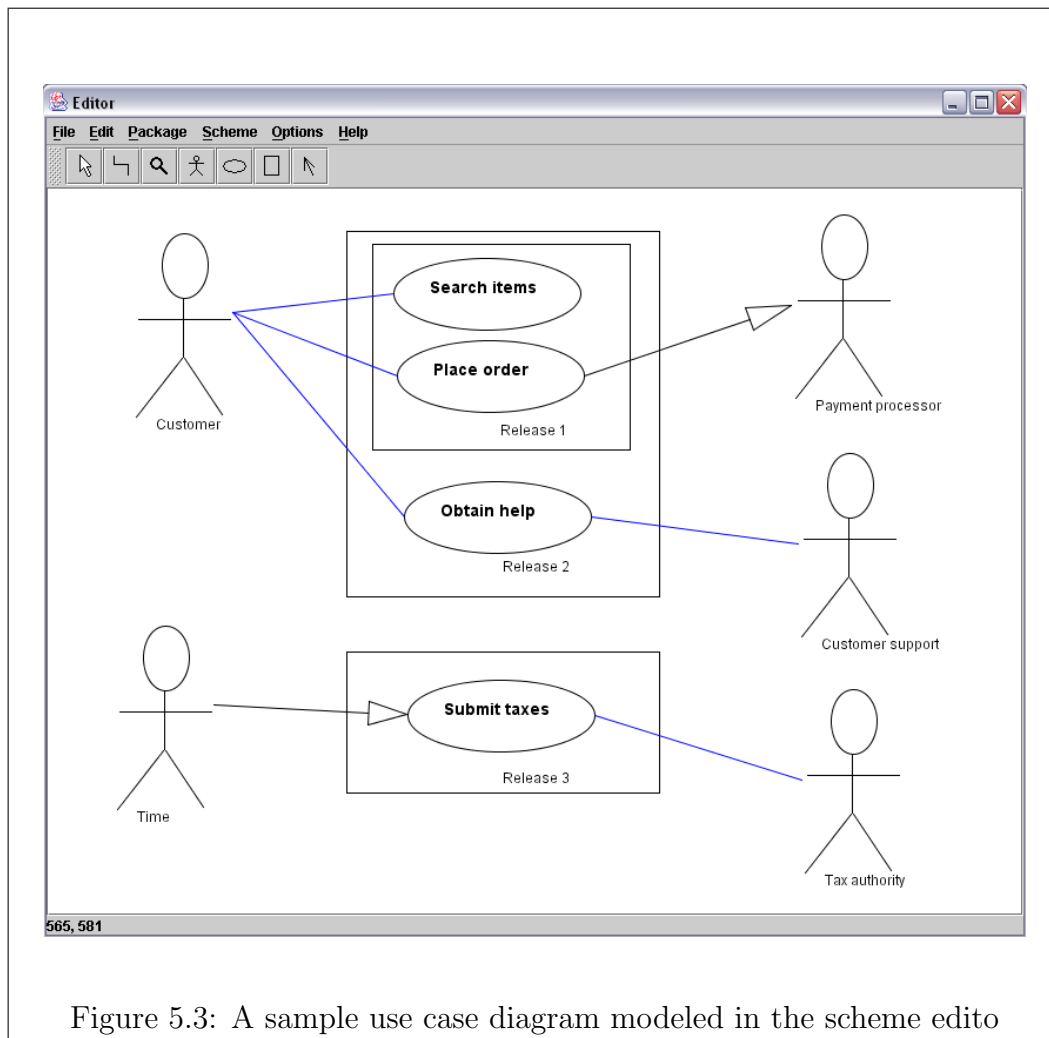 Editor
File Edit Package Scheme Options Help
Search items
Place order
Release 1
Customer
Payment processor
Obtain help
Release 2
Customer support
Submit taxes
Release 3
Time
Tax authority
565, 581
Figure 5.3: A sample use case diagram modeled in the scheme edito